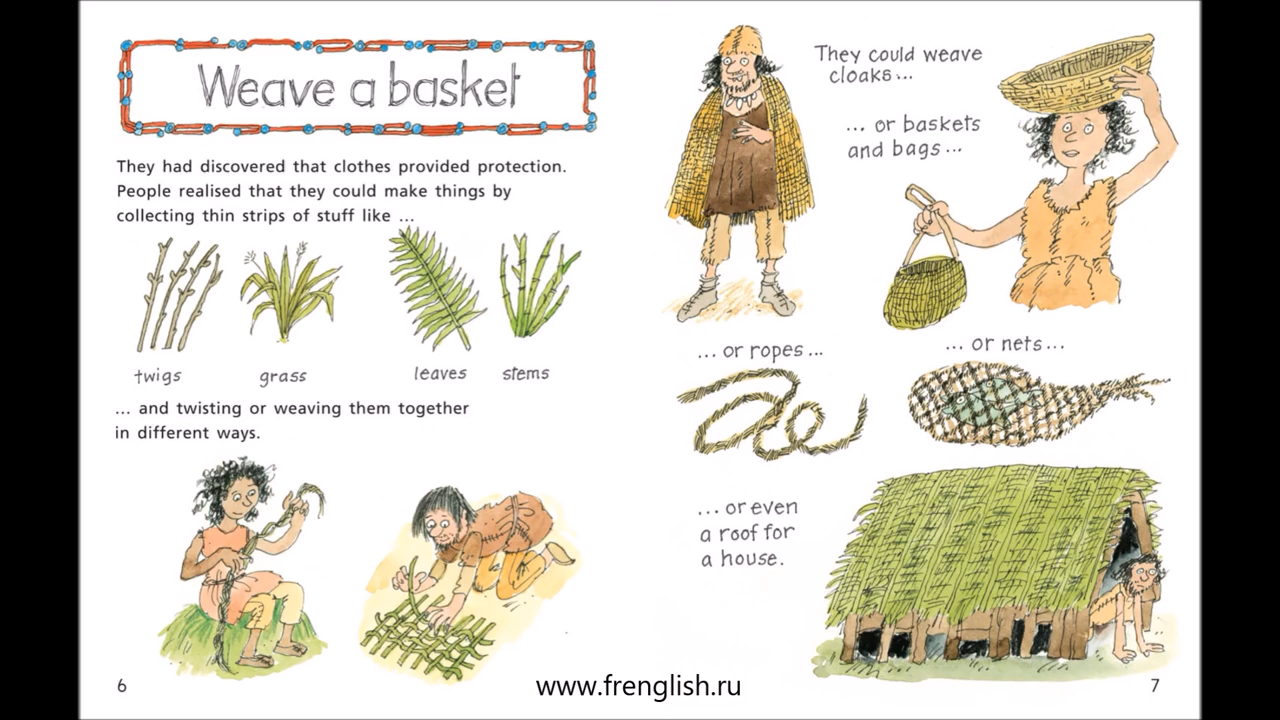 Weave a basket
They had discovered that clothes provided protection.
People realised that they could make things by
collecting thin strips of stuff like ...
twigs
grass
leaves
stems
... and twisting or weaving them together
in different ways.
6
They could weave
cloaks...
... or baskets
and bags ...
... or ropes ...
... or nets ...
... or even
a roof for
a house.
7
www.frenglish.ru